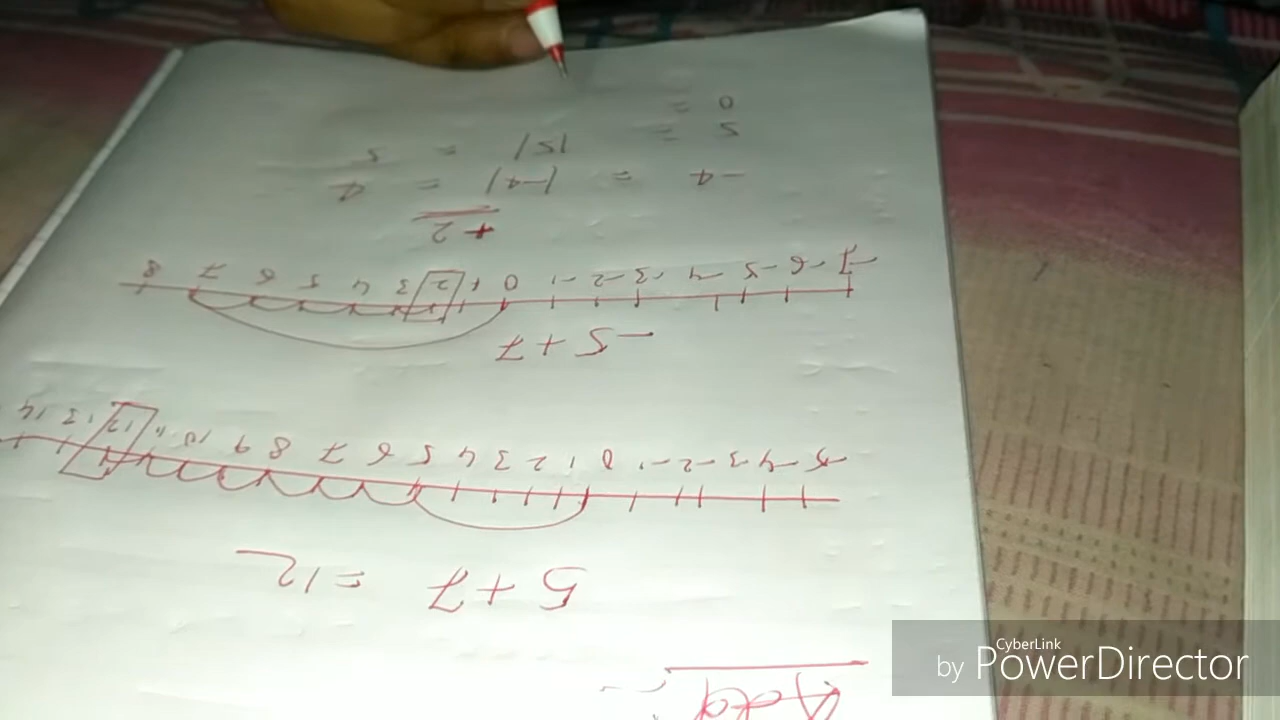 Add
5 + 7 = 12
-5 -4 -3 -2 -1 0 1 2 3 4 5 6 7 8 9 10 11 12 13 14
-5 + 7
-7 -6 -5 -4 -3 -2 -1 0 1 2 3 4 5 6 7 8
+2
-4 = |-4| = 4
5 = |5| = 5
0 =
CyberLink
by PowerDirector